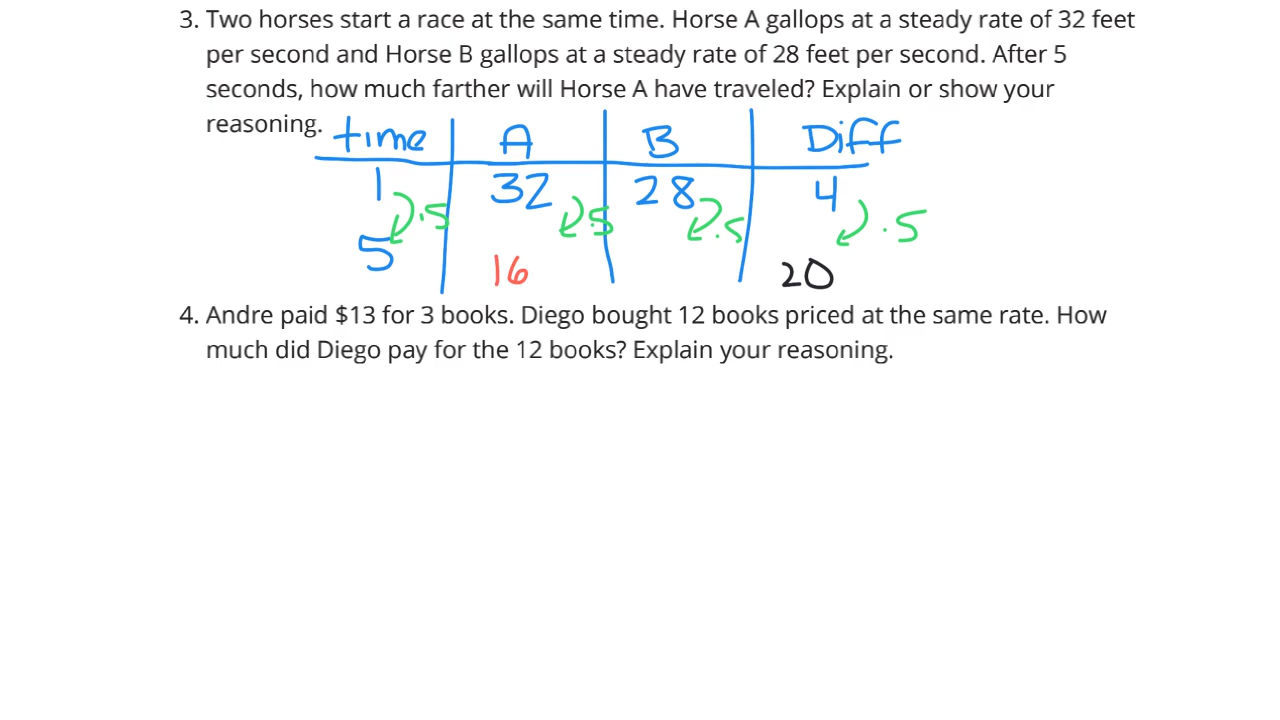 3. Two horses start a race at the same time. Horse A gallops at a steady rate of 32 feet
per second and Horse B gallops at a steady rate of 28 feet per second. After 5
seconds, how much farther will Horse A have traveled? Explain or show your
reasoning.
time A B Diff
1 32 28 4
·5 ·5 ·5 ·5
5 16 20
4. Andre paid $13 for 3 books. Diego bought 12 books priced at the same rate. How
much did Diego pay for the 12 books? Explain your reasoning.